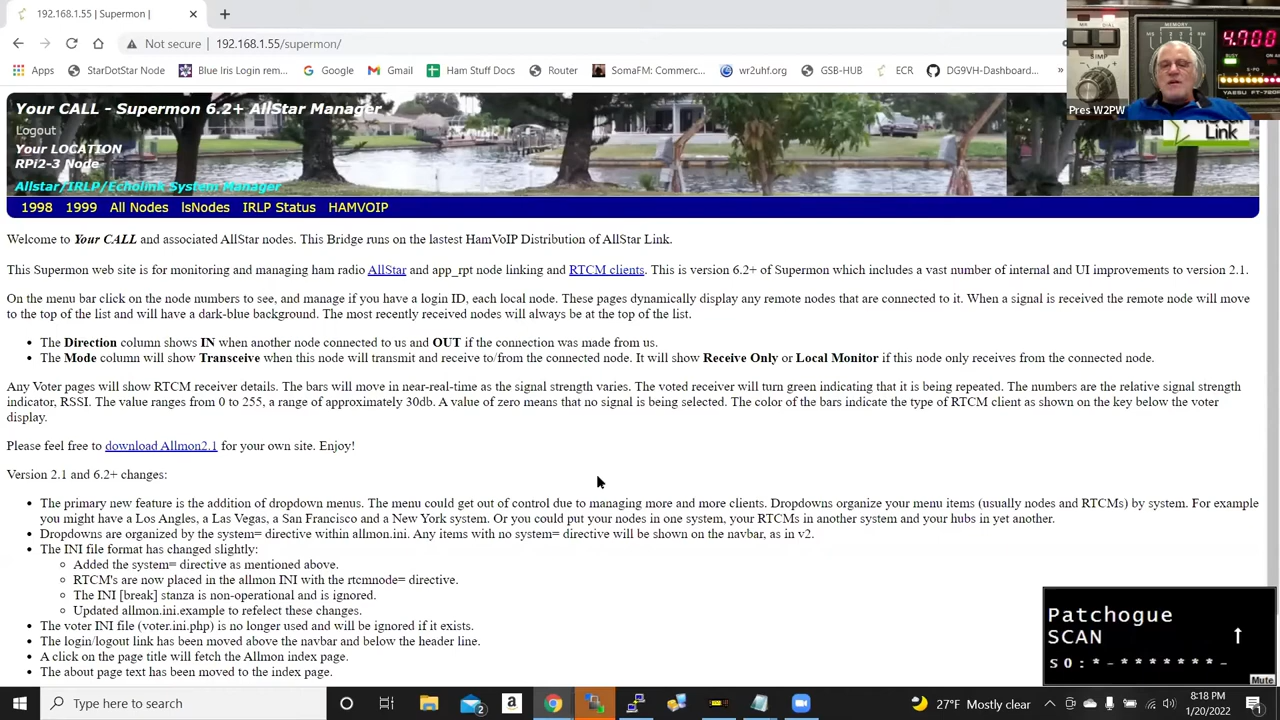 192.168.1.55 | Supermon |
Not secure | 192.168.1.55/supermon/
Apps StarDotStar Node Blue Iris Login rem... Google Gmail Ham Stuff Docs Router SomaFM: Commerc... wr2uhf.org GSB-HUB ECR DG9VH-Dashboard... »
MR DIAL
MEMORY
SIMP
4.700
BUSY ON AIR
YAESU FT-720R
Pres W2PW
Your CALL - Supermon 6.2+ AllStar Manager
Logout
Your LOCATION
RPi2-3 Node
Allstar/IRLP/Echolink System Manager
Link
1998 1999 All Nodes lsNodes IRLP Status HAMVOIP
Welcome to Your CALL and associated AllStar nodes. This Bridge runs on the lastest HamVoIP Distribution of AllStar Link.
This Supermon web site is for monitoring and managing ham radio AllStar and app_rpt node linking and RTCM clients. This is version 6.2+ of Supermon which includes a vast number of internal and UI improvements to version 2.1.
On the menu bar click on the node numbers to see, and manage if you have a login ID, each local node. These pages dynamically display any remote nodes that are connected to it. When a signal is received the remote node will move
to the top of the list and will have a dark-blue background. The most recently received nodes will always be at the top of the list.
• The Direction column shows IN when another node connected to us and OUT if the connection was made from us.
• The Mode column will show Transceive when this node will transmit and receive to/from the connected node. It will show Receive Only or Local Monitor if this node only receives from the connected node.
Any Voter pages will show RTCM receiver details. The bars will move in near-real-time as the signal strength varies. The voted receiver will turn green indicating that it is being repeated. The numbers are the relative signal strength
indicator, RSSI. The value ranges from 0 to 255, a range of approximately 30db. A value of zero means that no signal is being selected. The color of the bars indicate the type of RTCM client as shown on the key below the voter
display.
Please feel free to download Allmon2.1 for your own site. Enjoy!
Version 2.1 and 6.2+ changes:
• The primary new feature is the addition of dropdown menus. The menu could get out of control due to managing more and more clients. Dropdowns organize your menu items (usually nodes and RTCMs) by system. For example
you might have a Los Angles, a Las Vegas, a San Francisco and a New York system. Or you could put your nodes in one system, your RTCMs in another system and your hubs in yet another.
• Dropdowns are organized by the system= directive within allmon.ini. Any items with no system= directive will be shown on the navbar, as in v2.
• The INI file format has changed slightly:
◦ Added the system= directive as mentioned above.
◦ RTCM's are now placed in the allmon INI with the rtcmnode= directive.
◦ The INI [break] stanza is non-operational and is ignored.
◦ Updated allmon.ini.example to refelect these changes.
• The voter INI file (voter.ini.php) is no longer used and will be ignored if it exists.
• The login/logout link has been moved above the navbar and below the header line.
• A click on the page title will fetch the Allmon index page.
• The about page text has been moved to the index page.
Patchogue
SCAN ↑
S0:*-*******-
Mute
Type here to search
27°F Mostly clear
8:18 PM
1/20/2022